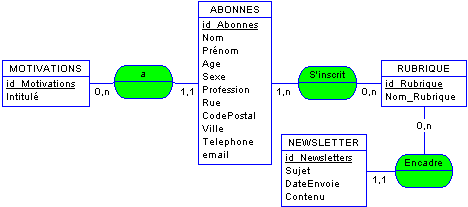 ABONNES
id_Abonnes
Nom
Prénom
Age
Sexe
Profession
Rue
CodePostal
Ville
Telephone
email
MOTIVATIONS
id_Motivations
Intitulé
0,n
a
1,1
1,n
S'inscrit
0,n
RUBRIQUE
id_Rubrique
Nom_Rubrique
0,n
NEWSLETTER
id_Newsletters
Sujet
DateEnvoie
Contenu
1,1
Encadre